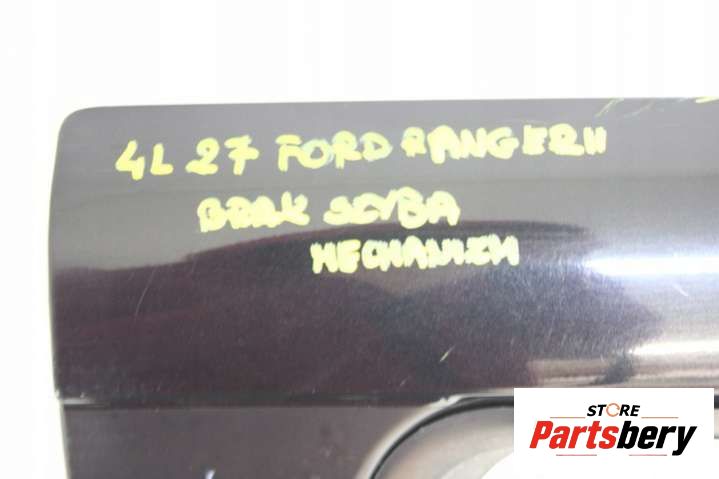 4L 27 FORD RANGER II
BRAK SZYBA
MECHANIZM
STORE
Partsbery